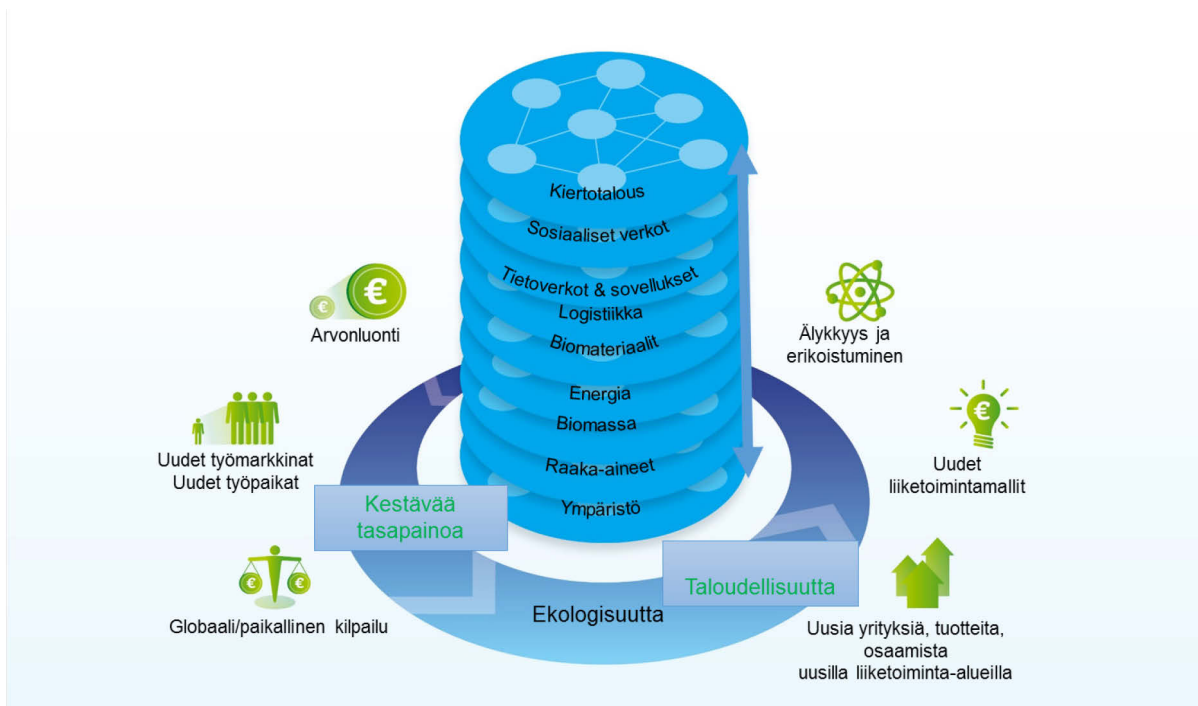 Kiertotalous
Sosiaaliset verkot
Tietoverkot & sovellukset
Logistiikka
Biomateriaalit
Energia
Biomassa
Raaka-aineet
Ympäristö
€
€
Arvonluonti
Uudet työmarkkinat
Uudet työpaikat
€
€
Globaali/paikallinen kilpailu
Kestävää
tasapainoa
Ekologisuutta
Taloudellisuutta
Älykkyys ja
erikoistuminen
€
Uudet
liiketoimintamallit
Uusia yrityksiä, tuotteita,
osaamista
uusilla liiketoiminta-alueilla